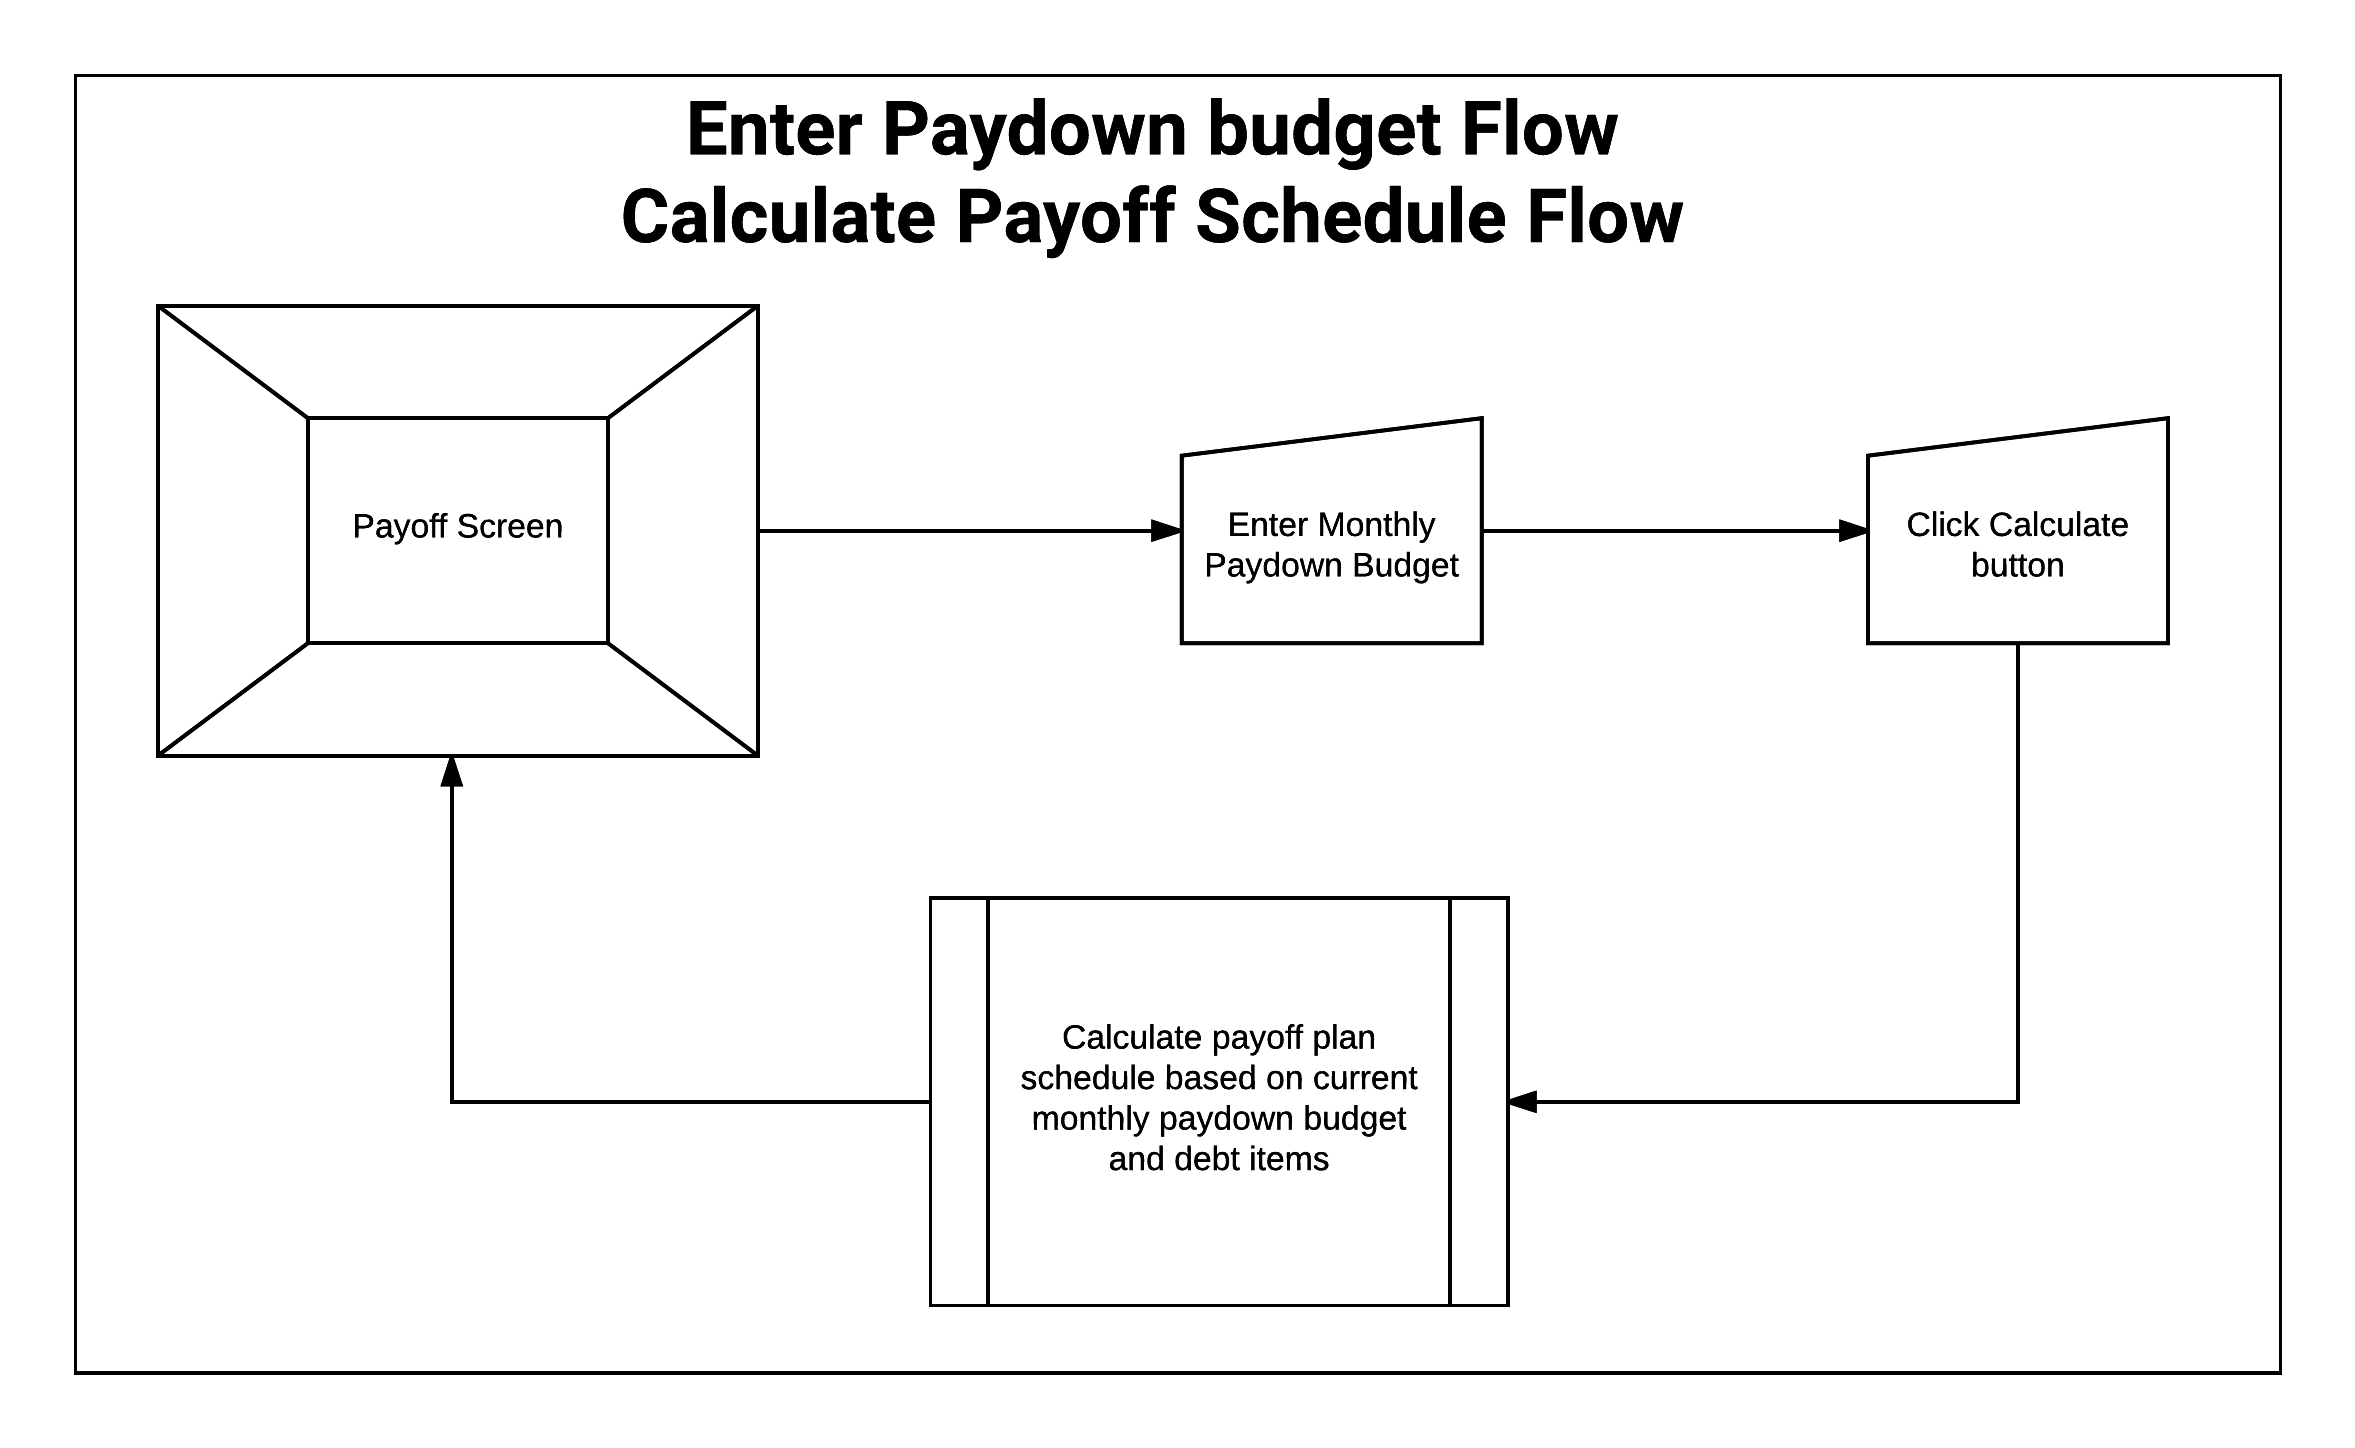 Enter Paydown budget Flow
Calculate Payoff Schedule Flow
Payoff Screen
Enter Monthly
Paydown Budget
Click Calculate
button
Calculate payoff plan
schedule based on current
monthly paydown budget
and debt items